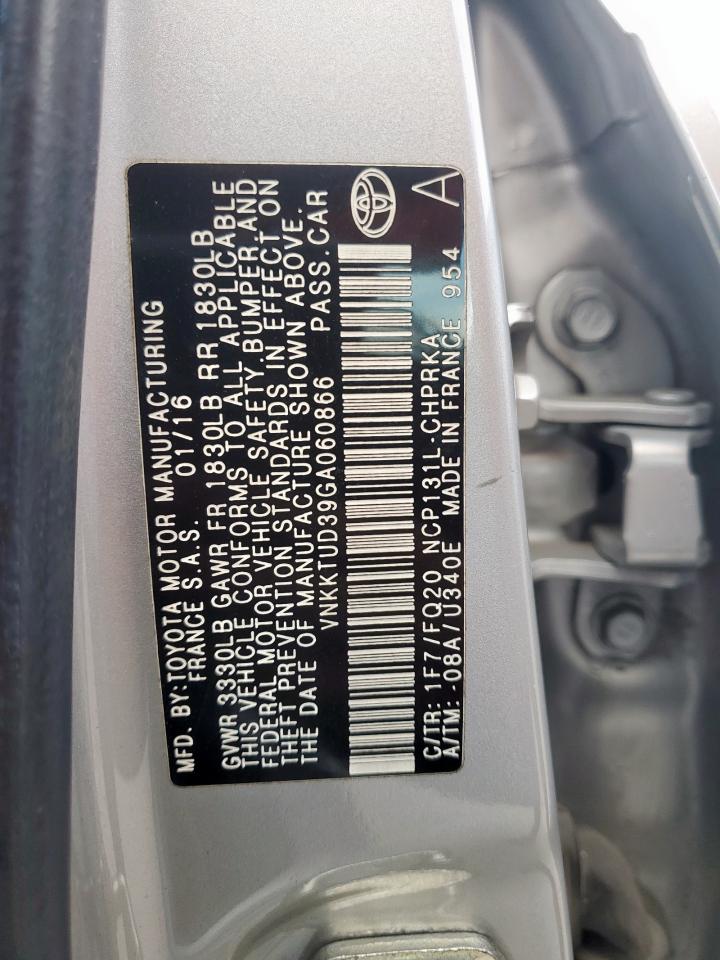 MFD. BY: TOYOTA MOTOR MANUFACTURING
FRANCE S.A.S. 01/16
GVWR 3330LB GAWR FR 1830LB RR 1830LB
THIS VEHICLE CONFORMS TO ALL APPLICABLE
FEDERAL MOTOR VEHICLE SAFETY, BUMPER, AND
THEFT PREVENTION STANDARDS IN EFFECT ON
THE DATE OF MANUFACTURE SHOWN ABOVE.
VNKKTUD39GA060866 PASS.CAR
C/TR: 1F7/FQ20 NCP131L-CHPRKA A
A/TM: -08A/U340E MADE IN FRANCE 954